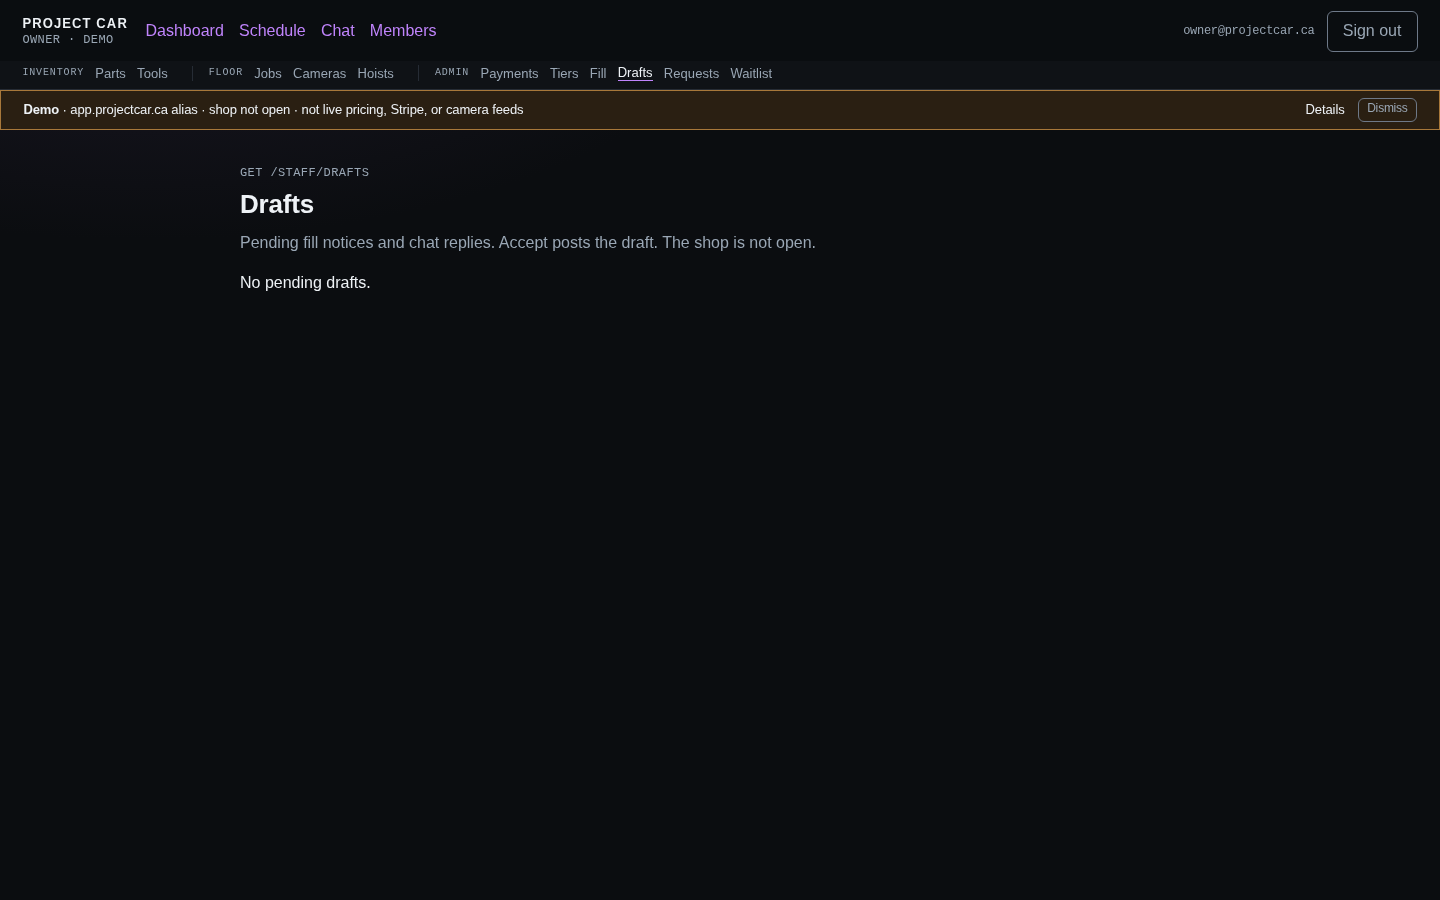 PROJECT CAR
OWNER · DEMO
Dashboard Schedule Chat Members
owner@projectcar.ca Sign out
INVENTORY Parts Tools FLOOR Jobs Cameras Hoists ADMIN Payments Tiers Fill Drafts Requests Waitlist
Demo · app.projectcar.ca alias · shop not open · not live pricing, Stripe, or camera feeds Details Dismiss
GET /STAFF/DRAFTS
Drafts
Pending fill notices and chat replies. Accept posts the draft. The shop is not open.
No pending drafts.